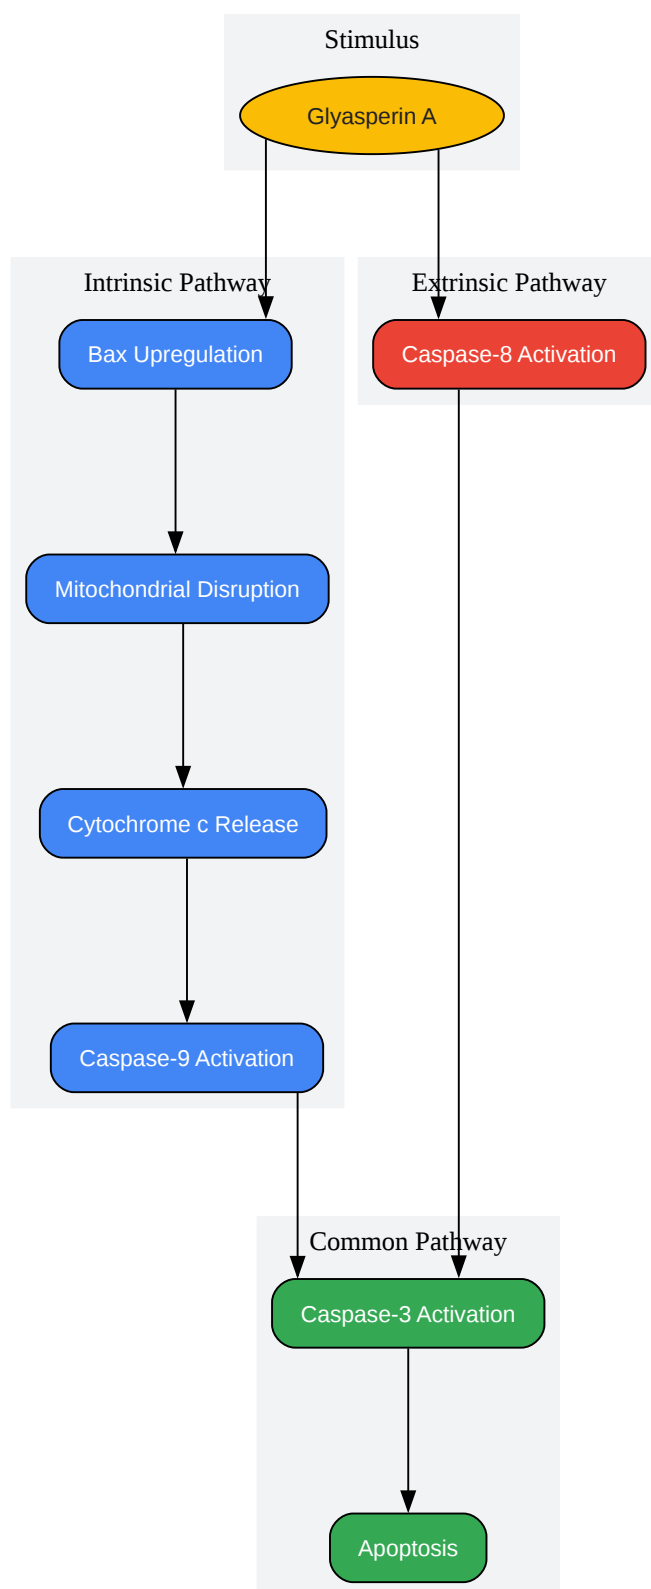 Stimulus
Glyasperin A
Intrinsic Pathway
Extrinsic Pathway
Bax Upregulation
Caspase-8 Activation
Mitochondrial Disruption
Cytochrome c Release
Caspase-9 Activation
Common Pathway
Caspase-3 Activation
Apoptosis